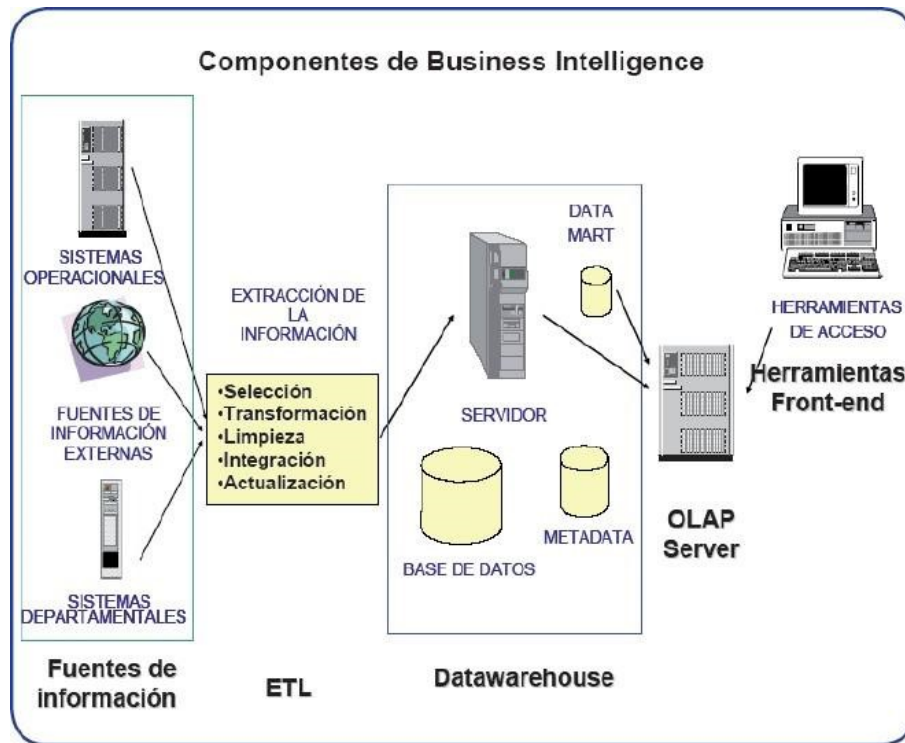 Componentes de Business Intelligence
SISTEMAS
OPERACIONALES
FUENTES DE
INFORMACIÓN
EXTERNAS
SISTEMAS
DEPARTAMENTALES
Fuentes de
información
EXTRACCIÓN DE
LA
INFORMACIÓN
•Selección
•Transformación
•Limpieza
•Integración
•Actualización
ETL
DATA
MART
SERVIDOR
BASE DE DATOS
METADATA
Datawarehouse
OLAP
Server
HERRAMIENTAS
DE ACCESO
Herramientas
Front-end